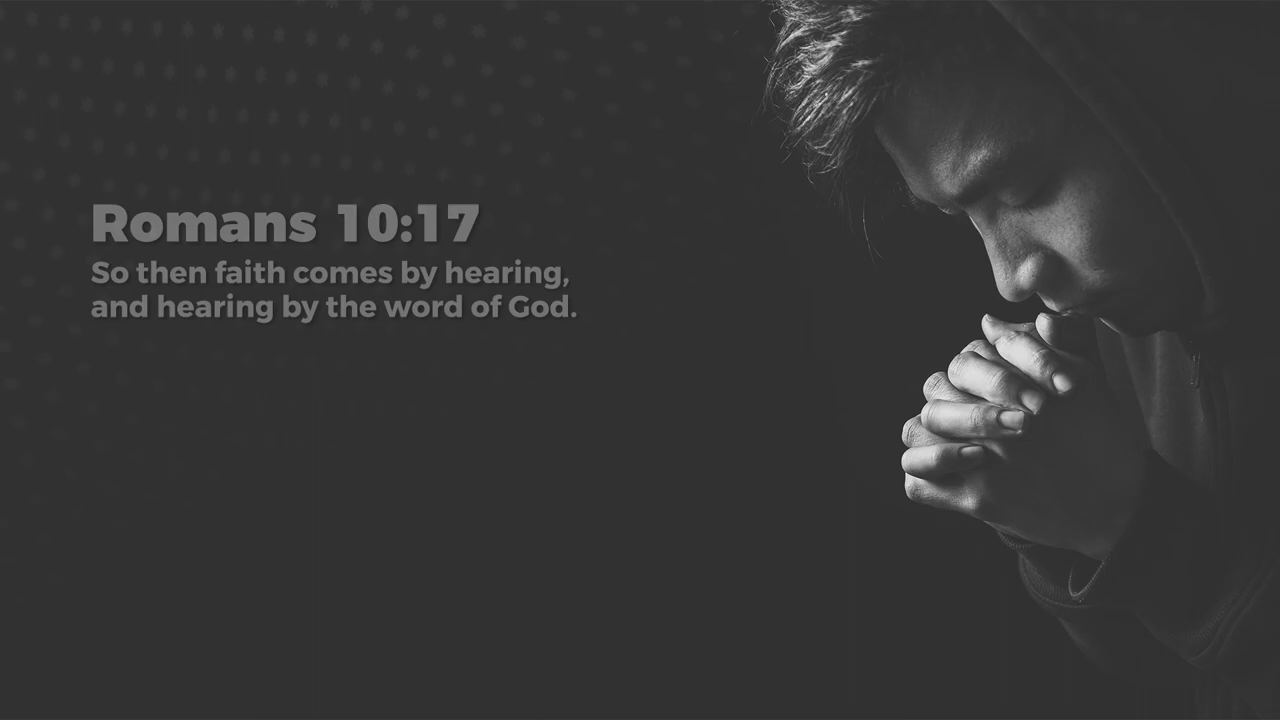 Romans 10:17
So then faith comes by hearing,
and hearing by the word of God.